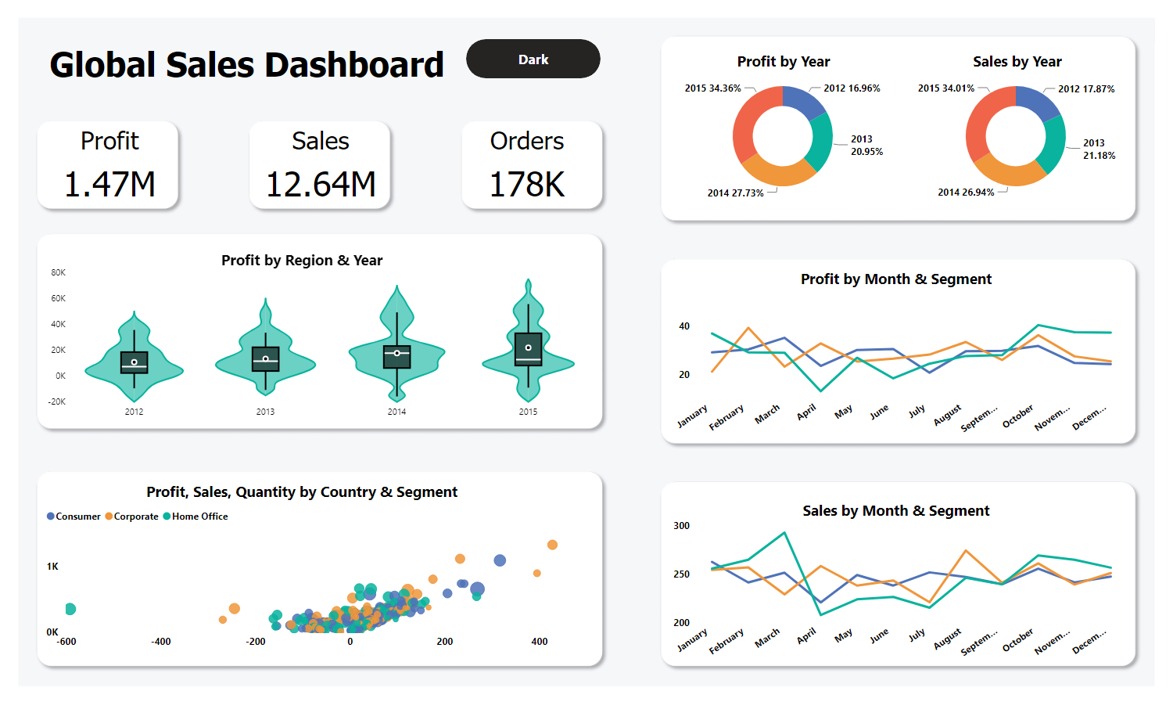 Global Sales Dashboard
Dark
Profit
1.47M
Sales
12.64M
Orders
178K
Profit by Year
2015 34.36%
2012 16.96%
2013
20.95%
2014 27.73%
Sales by Year
2015 34.01%
2012 17.87%
2013
21.18%
2014 26.94%
Profit by Region & Year
80K
60K
40K
20K
0K
-20K
2012
2013
2014
2015
Profit by Month & Segment
40
20
January
February
March
April
May
June
July
August
Septem...
October
Novem...
Decem...
Profit, Sales, Quantity by Country & Segment
Consumer
Corporate
Home Office
1K
0K
-600
-400
-200
0
200
400
Sales by Month & Segment
300
250
200
January
February
March
April
May
June
July
August
Septem...
October
Novem...
Decem...